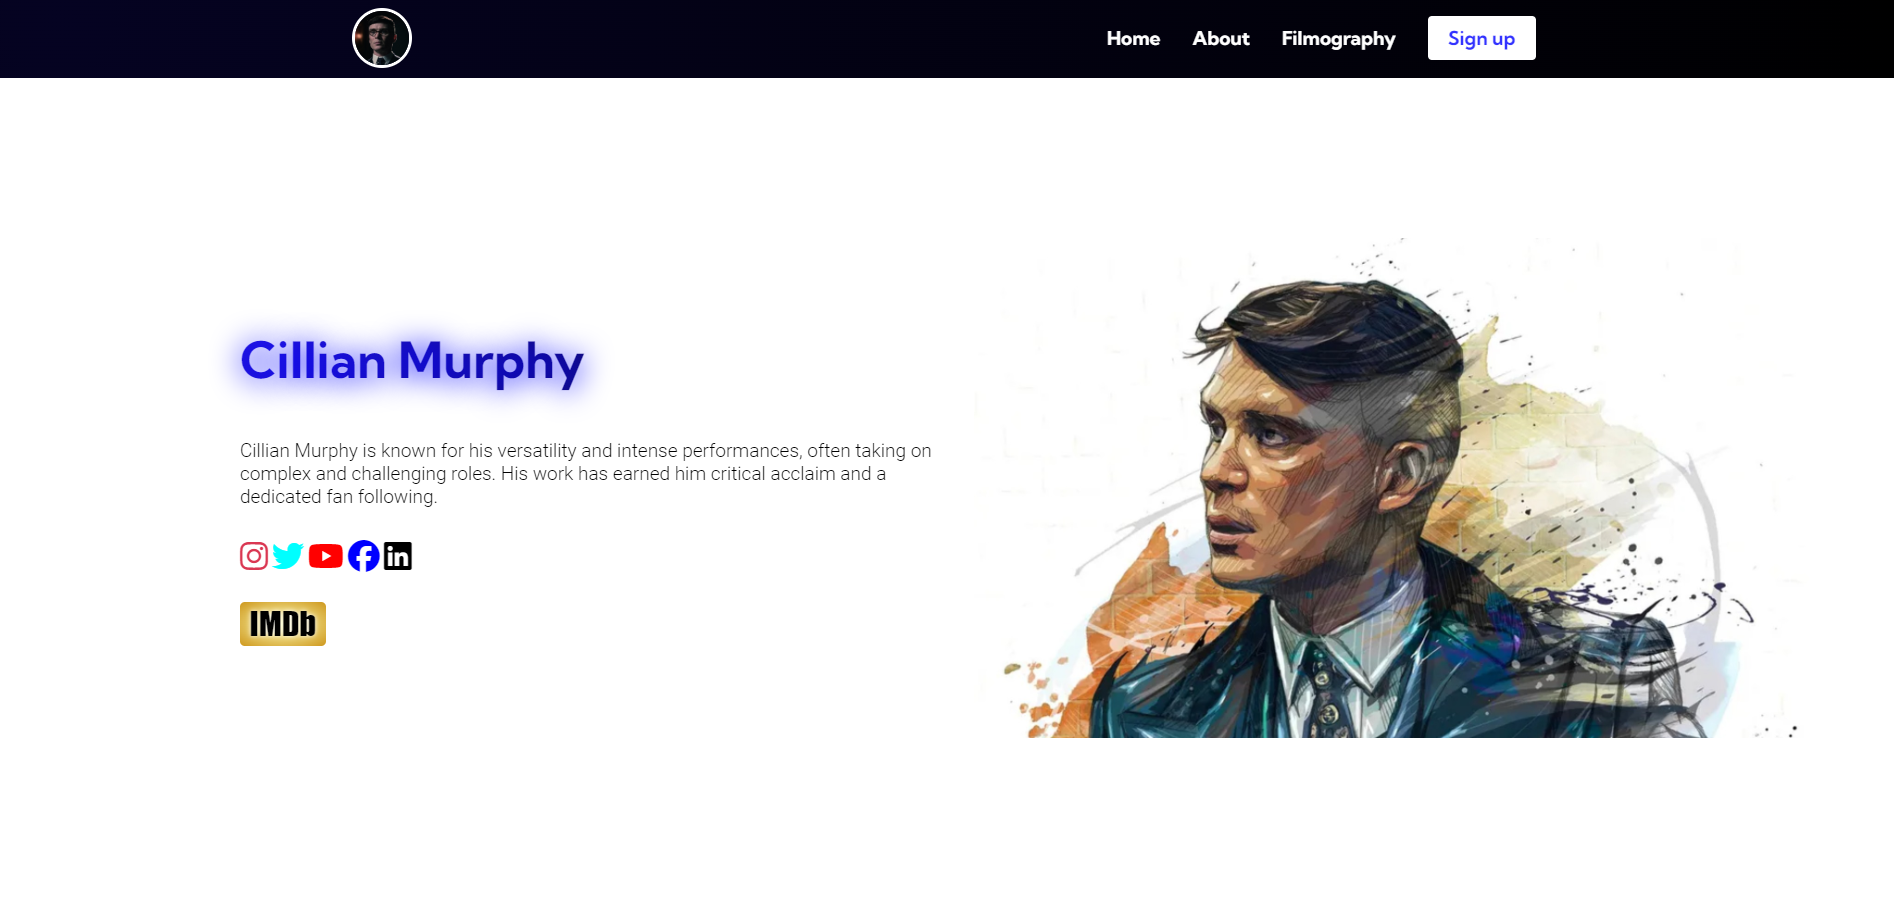 Home About Filmography Sign up
Cillian Murphy
Cillian Murphy is known for his versatility and intense performances, often taking on
complex and challenging roles. His work has earned him critical acclaim and a
dedicated fan following.
in
IMDb